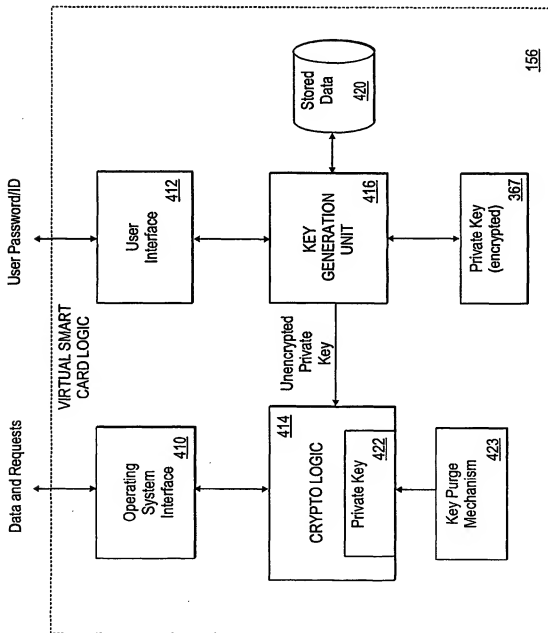 Data and Requests
User Password/ID
VIRTUAL SMART
CARD LOGIC
Operating
System
Interface
410
User
Interface
412
CRYPTO LOGIC
414
Private Key
422
Unencrypted
Private
Key
KEY
GENERATION
UNIT
416
Stored
Data
420
Key Purge
Mechanism
423
Private Key
(encrypted)
367
156